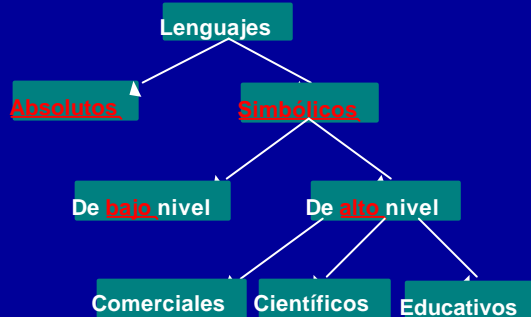 Lenguajes
Absolutos
Simbólicos
De bajo nivel
De alto nivel
Comerciales
Científicos
Educativos